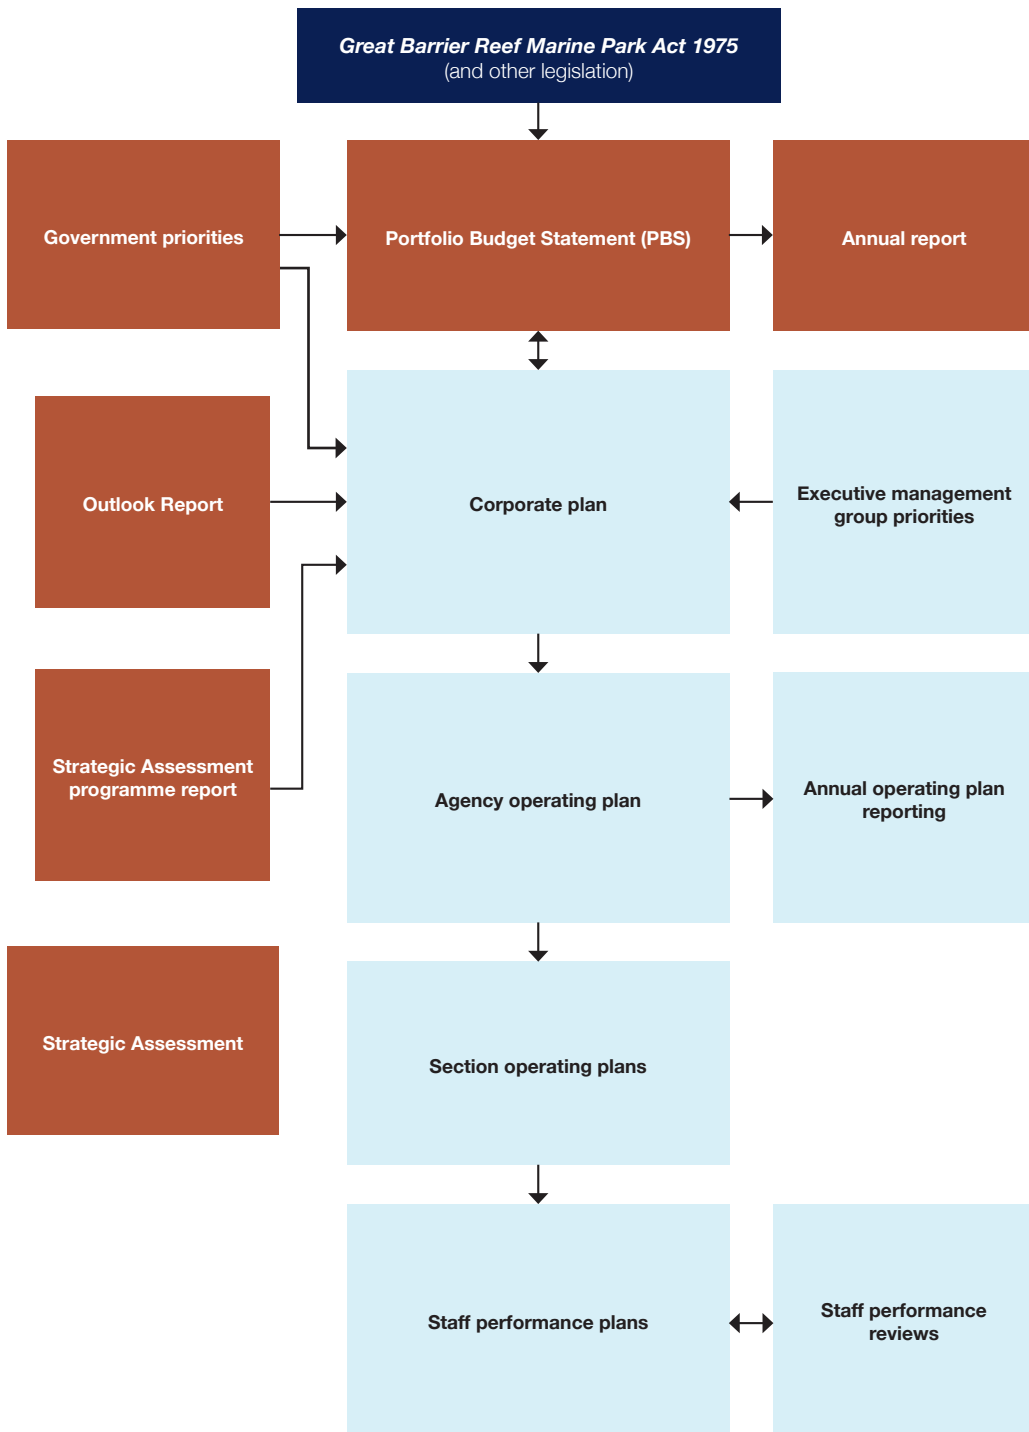 Great Barrier Reef Marine Park Act 1975
(and other legislation)
Government priorities
Portfolio Budget Statement (PBS)
Annual report
Outlook Report
Corporate plan
Executive management
group priorities
Strategic Assessment
programme report
Agency operating plan
Annual operating plan
reporting
Strategic Assessment
Section operating plans
Staff performance plans
Staff performance
reviews